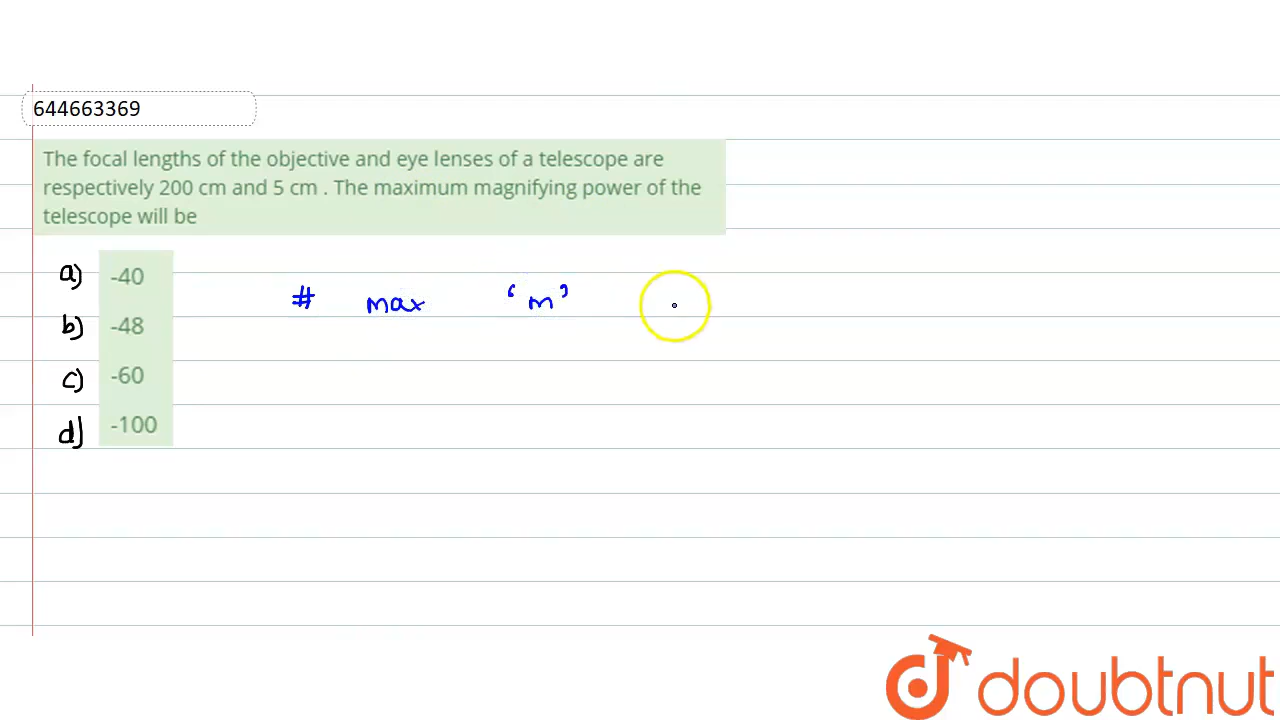 644663369
The focal lengths of the objective and eye lenses of a telescope are
respectively 200 cm and 5 cm . The maximum magnifying power of the
telescope will be
a) -40
# max ‘m’
b) -48
c) -60
d) -100
doubtnut